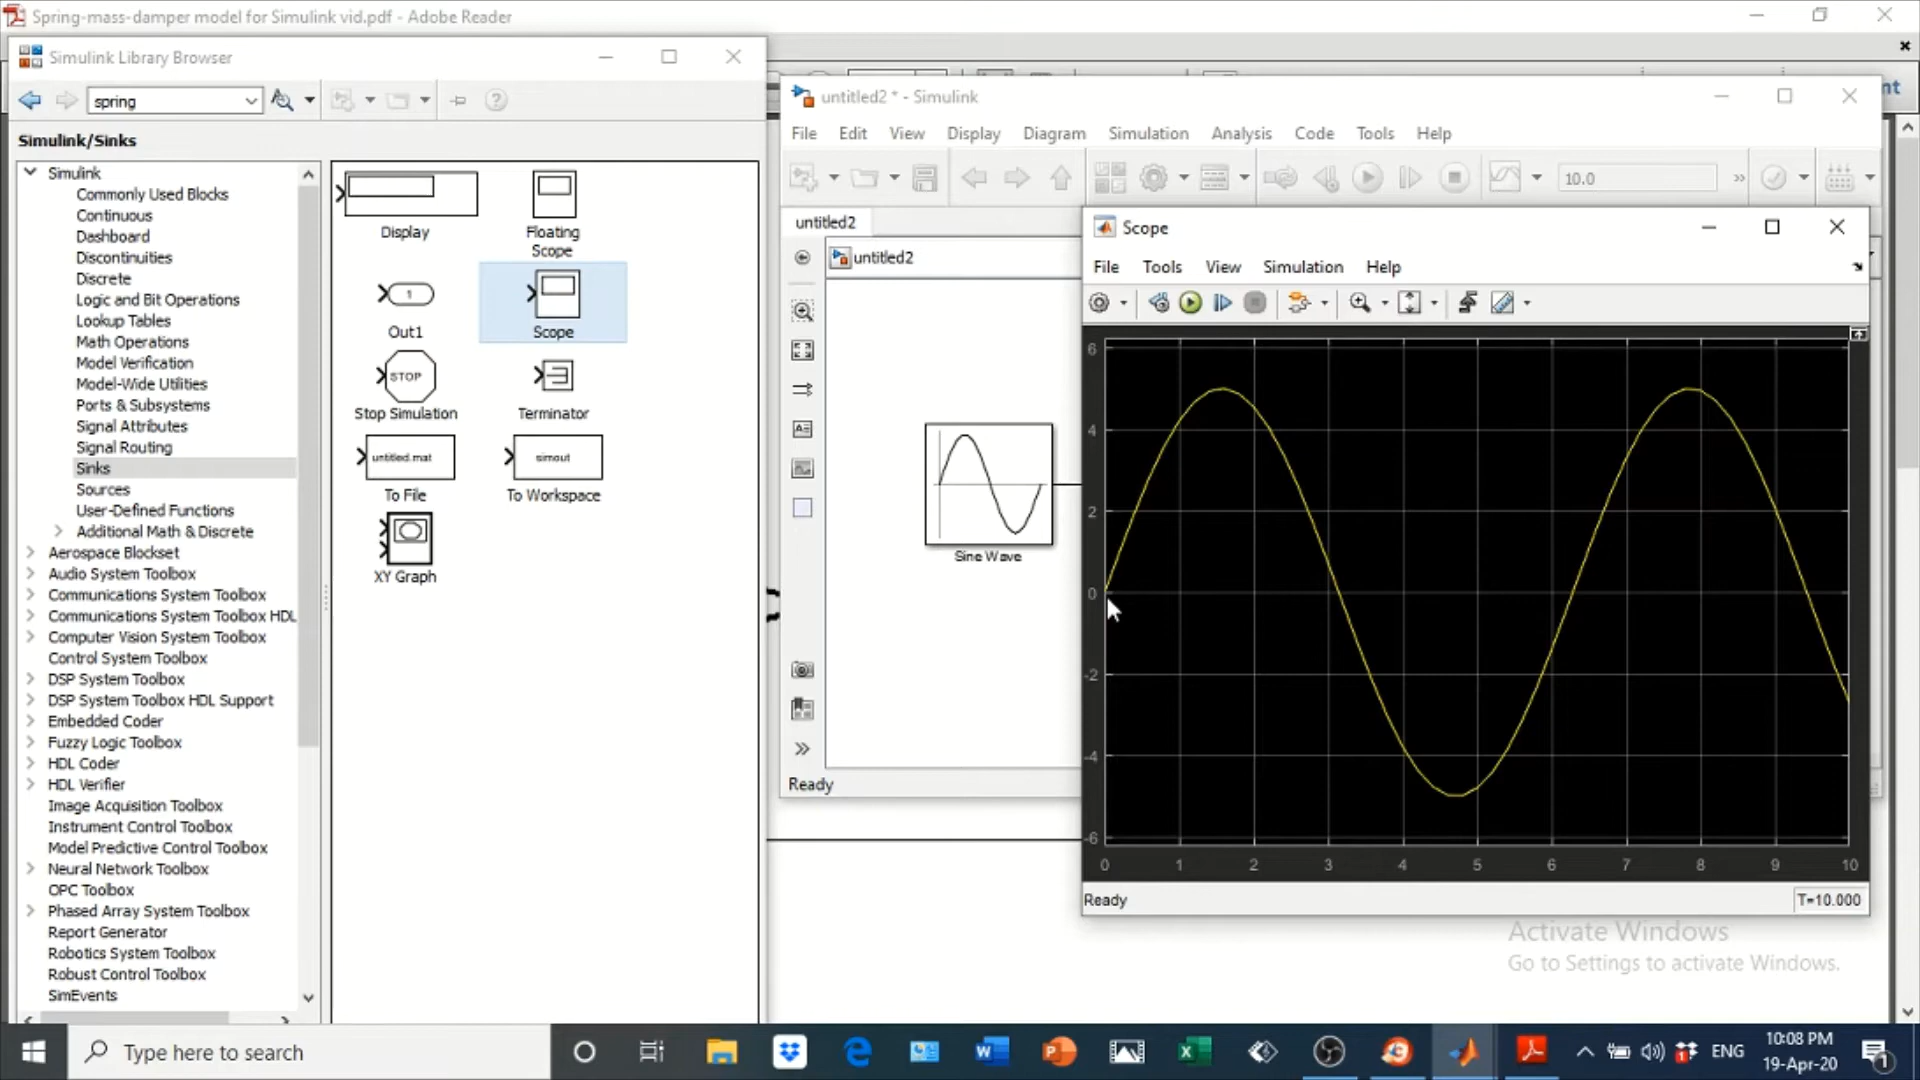 Spring-mass-damper model for Simulink vid.pdf - Adobe Reader
Simulink Library Browser
spring
Simulink/Sinks
Simulink
Commonly Used Blocks
Continuous
Dashboard
Discontinuities
Discrete
Logic and Bit Operations
Lookup Tables
Math Operations
Model Verification
Model-Wide Utilities
Ports & Subsystems
Signal Attributes
Signal Routing
Sinks
Sources
User-Defined Functions
Additional Math & Discrete
Aerospace Blockset
Audio System Toolbox
Communications System Toolbox
Communications System Toolbox HDL
Computer Vision System Toolbox
Control System Toolbox
DSP System Toolbox
DSP System Toolbox HDL Support
Embedded Coder
Fuzzy Logic Toolbox
HDL Coder
HDL Verifier
Image Acquisition Toolbox
Instrument Control Toolbox
Model Predictive Control Toolbox
Neural Network Toolbox
OPC Toolbox
Phased Array System Toolbox
Report Generator
Robotics System Toolbox
Robust Control Toolbox
SimEvents
Display
Floating
Scope
1
Out1
Scope
STOP
Stop Simulation
Terminator
untitled.mat
To File
simout
To Workspace
XY Graph
nt
untitled2 * - Simulink
File Edit View Display Diagram Simulation Analysis Code Tools Help
10.0 »
untitled2
untitled2
Sine Wave
Ready
Scope
File Tools View Simulation Help
6
4
2
0
-2
-4
-6
0 1 2 3 4 5 6 7 8 9 10
Ready
T=10.000
Activate Windows
Go to Settings to activate Windows.
Type here to search
ENG
10:08 PM
19-Apr-20
1